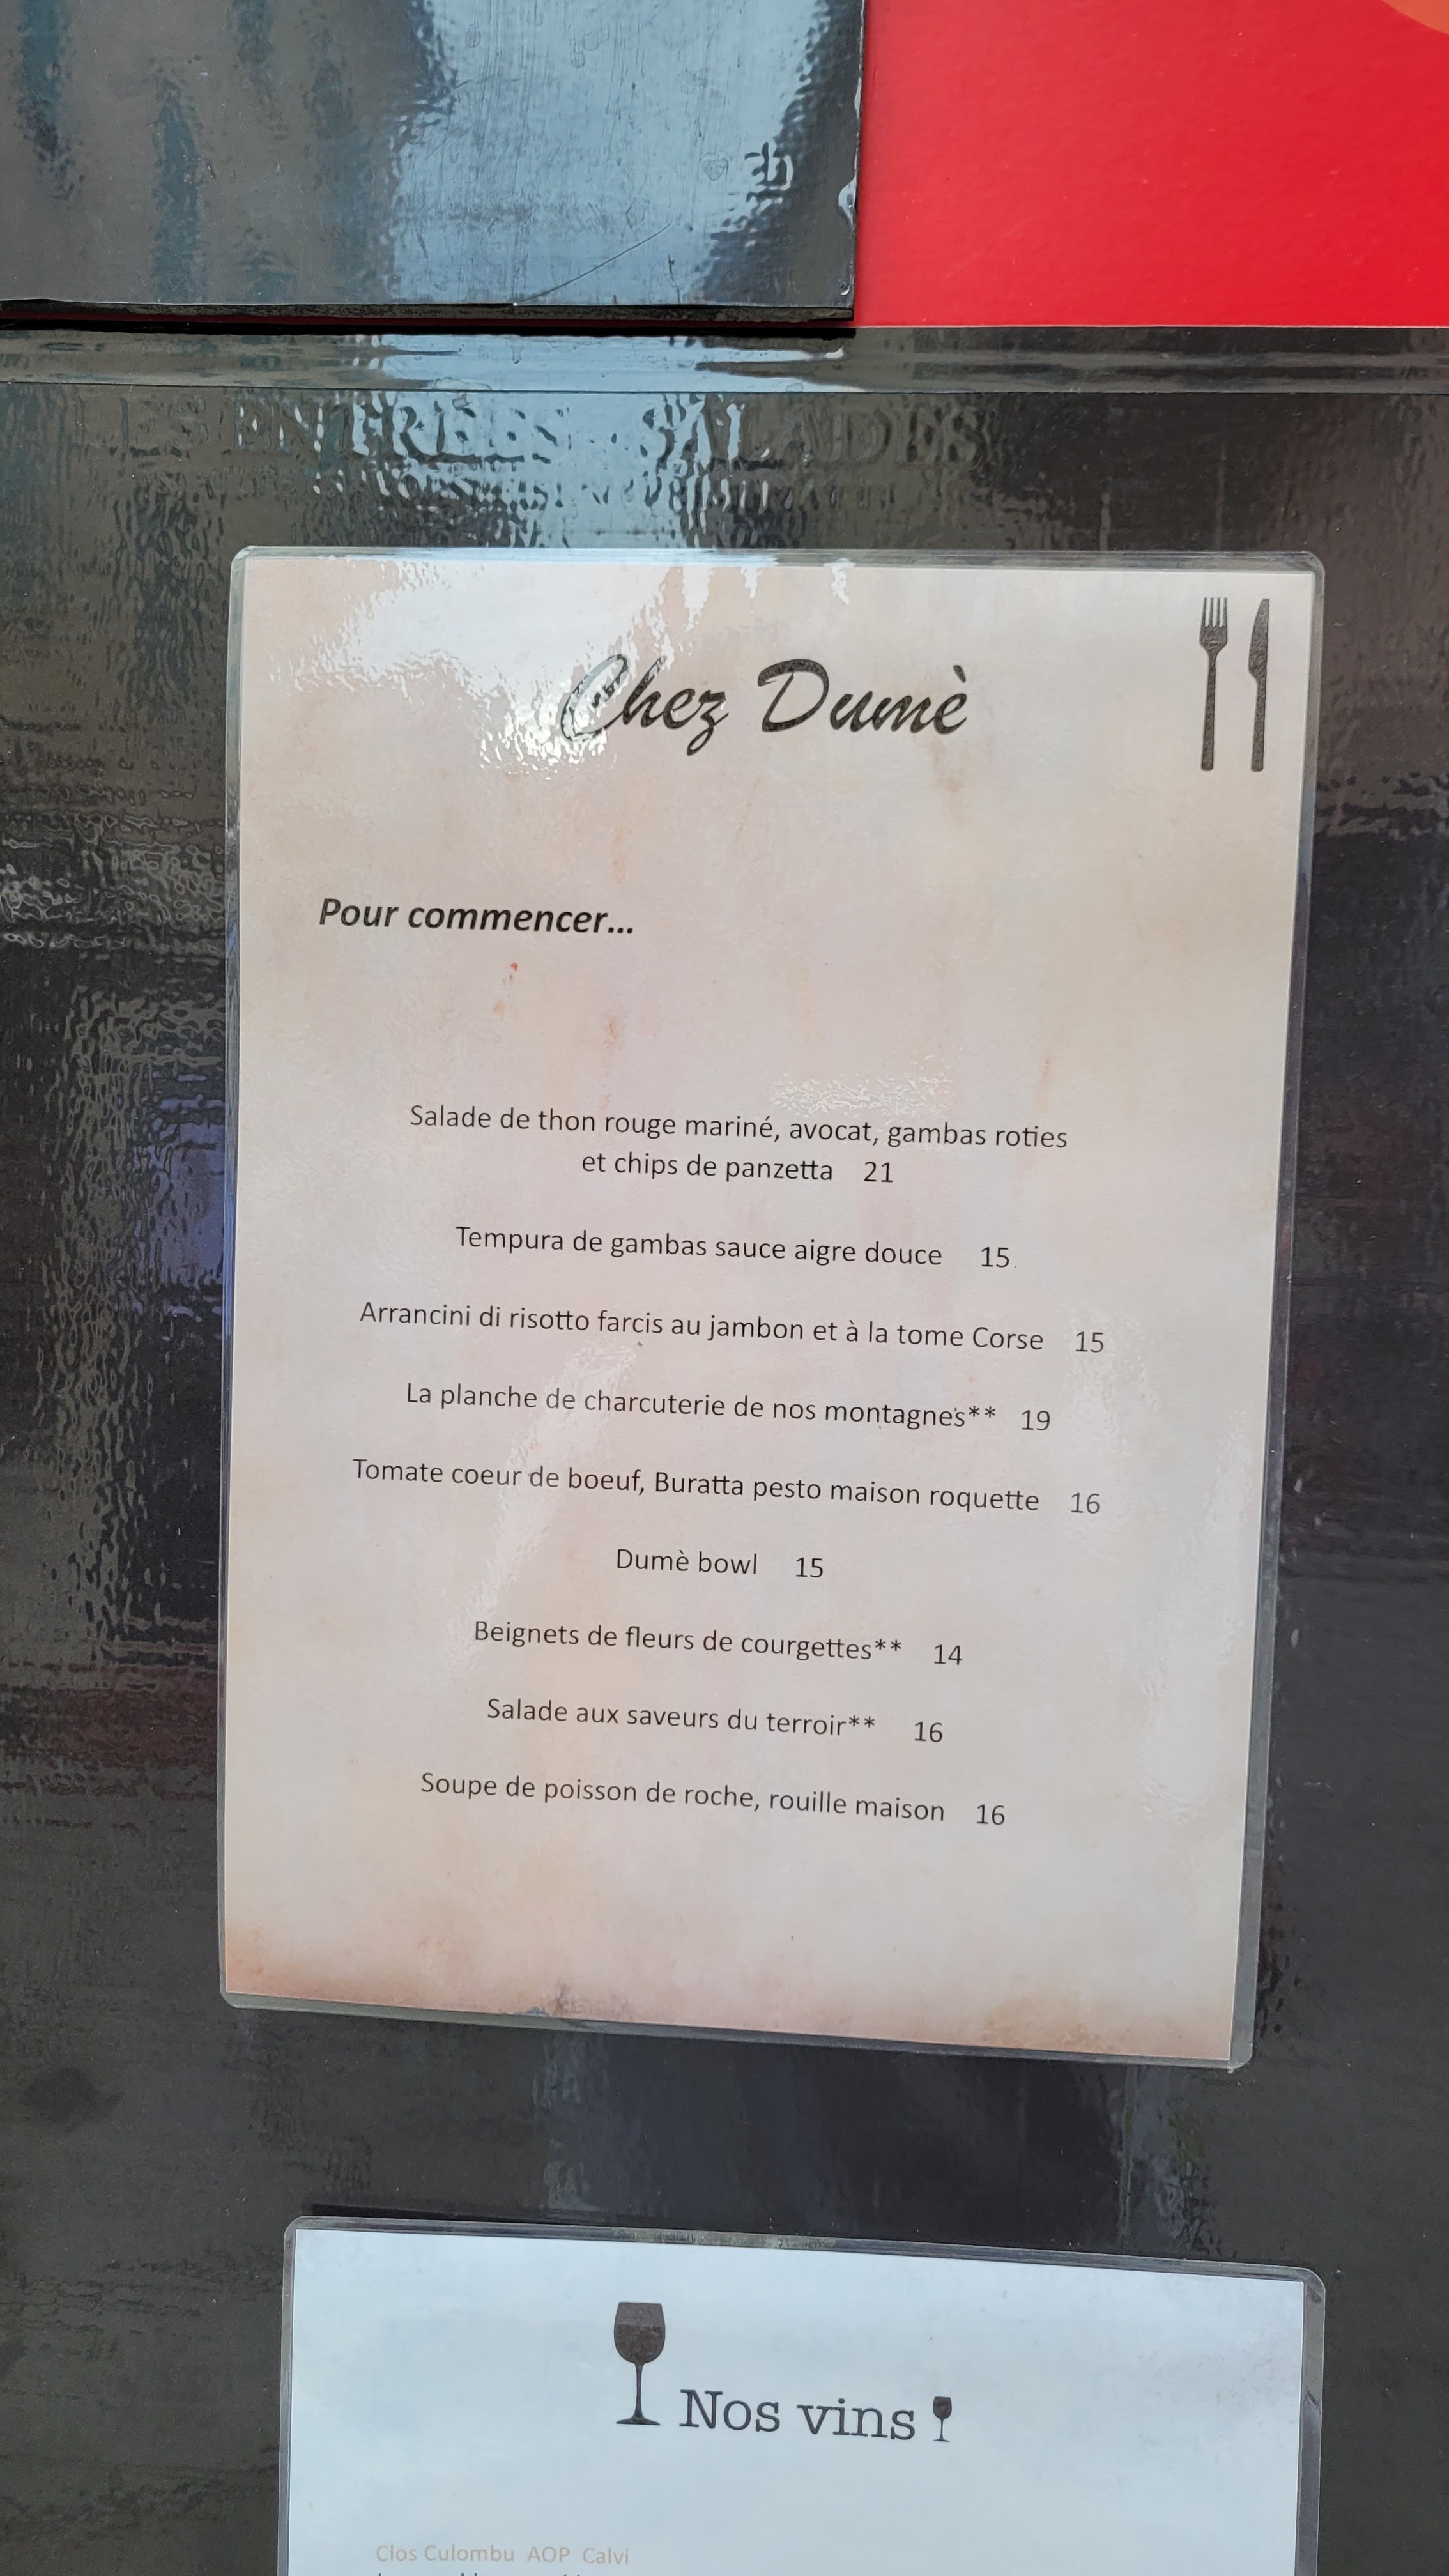 ENTRÉES SALADES
Chez Dumè
Pour commencer...
Salade de thon rouge mariné, avocat, gambas roties
et chips de panzetta 21
Tempura de gambas sauce aigre douce 15
Arrancini di risotto farcis au jambon et à la tome Corse 15
La planche de charcuterie de nos montagnes** 19
Tomate coeur de boeuf, Buratta pesto maison roquette 16
Dumè bowl 15
Beignets de fleurs de courgettes** 14
Salade aux saveurs du terroir** 16
Soupe de poisson de roche, rouille maison 16
Nos vins
Clos Culombu AOP Calvi